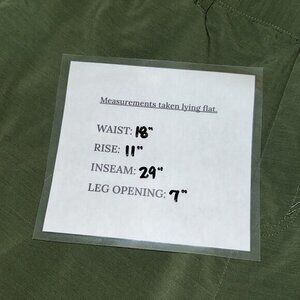 Measurements taken lying flat.
WAIST: 18"
RISE: 11"
INSEAM: 29"
LEG OPENING: 7"